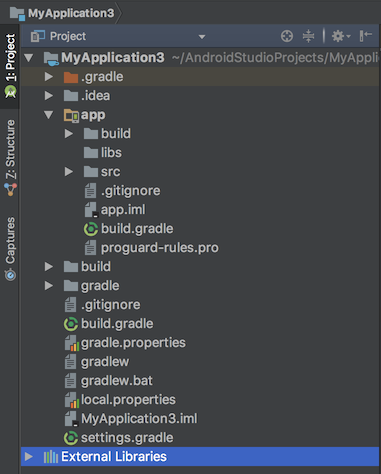 MyApplication3
Project
MyApplication3 ~/AndroidStudioProjects/MyApplic
.gradle
.idea
app
build
libs
src
.gitignore
app.iml
build.gradle
proguard-rules.pro
build
gradle
.gitignore
build.gradle
gradle.properties
gradlew
gradlew.bat
local.properties
MyApplication3.iml
settings.gradle
External Libraries
1: Project
Z: Structure
Captures